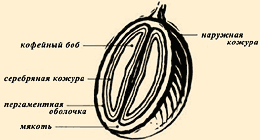 наружная
кожура
кофейный боб
серебряная кожура
пергаментная
оболочка
мякоть